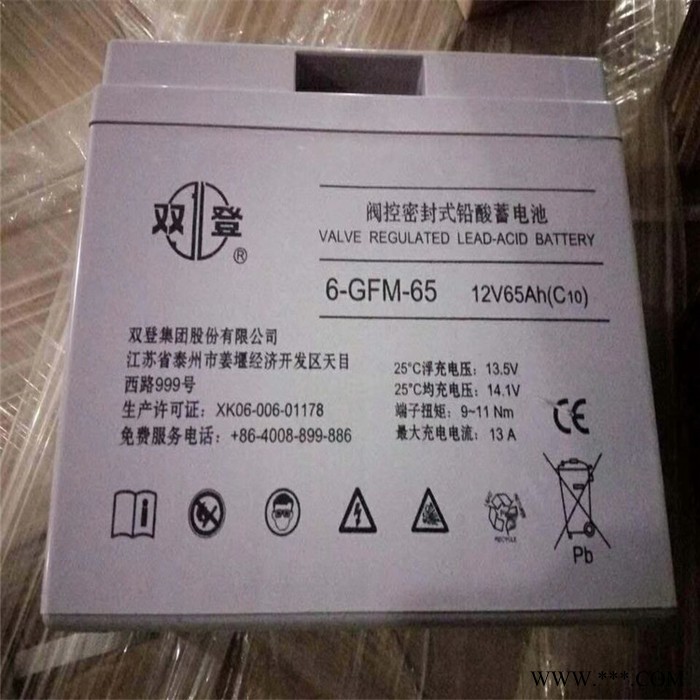 双登®
阀控密封式铅酸蓄电池
VALVE REGULATED LEAD-ACID BATTERY
6-GFM-65 12V65Ah(C10)
双登集团股份有限公司
江苏省泰州市姜堰经济开发区天目
西路999号
生产许可证：XK06-006-01178
免费服务电话：+86-4008-899-886
25°C浮充电压：13.5V
25°C均充电压：14.1V
端子扭矩：9~11 Nm
最大充电电流：13 A
CE
i
RECYCLE
Pb
WWW.***.COM